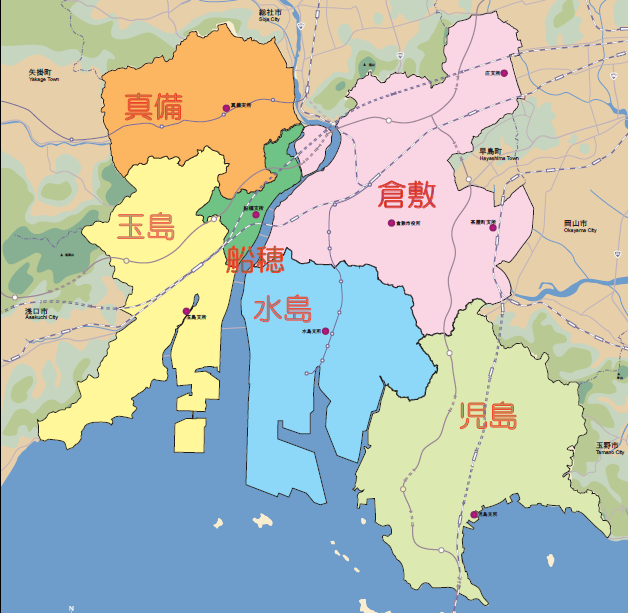 総社市
Soja City
矢掛町
Yakage Town
庄支所
真備
真備支所
早島町
Hayashima Town
倉敷
船穂支所
玉島
倉敷市役所
茶屋町支所
岡山市
Okayama City
船穂
水島
浅口市
Asakuchi City
玉島支所
水島支所
児島
玉野市
Tamano City
児島支所
N